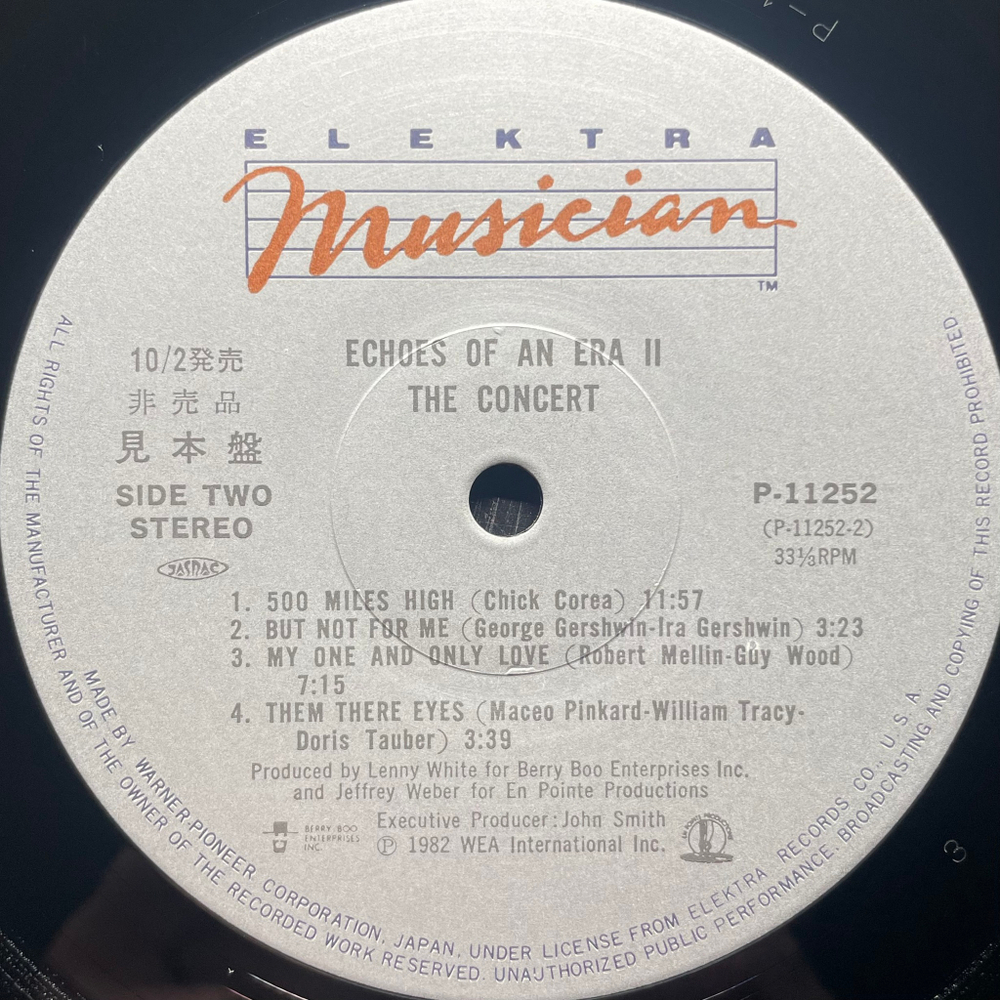 ELEKTRA
Musician
TM
ECHOES OF AN ERA II
THE CONCERT
10/2発売
非売品
見本盤
SIDE TWO
STEREO
JASRAC
P-11252
(P-11252-2)
33⅓RPM
1. 500 MILES HIGH (Chick Corea) 11:57
2. BUT NOT FOR ME (George Gershwin-Ira Gershwin) 3:23
3. MY ONE AND ONLY LOVE (Robert Mellin-Guy Wood)
7:15
4. THEM THERE EYES (Maceo Pinkard-William Tracy-
Doris Tauber) 3:39
Produced by Lenny White for Berry Boo Enterprises Inc.
and Jeffrey Weber for En Pointe Productions
Executive Producer: John Smith
BERRY BOO
ENTERPRISES
INC.
Ⓟ 1982 WEA International Inc.
ALL RIGHTS OF THE MANUFACTURER AND OF THE OWNER OF THE RECORDED WORK RESERVED. UNAUTHORIZED PUBLIC PERFORMANCE, BROADCASTING AND COPYING OF THIS RECORD PROHIBITED
MADE BY WARNER-PIONEER CORPORATION, JAPAN, UNDER LICENSE FROM ELEKTRA RECORDS CO., U.S.A
P-1
3